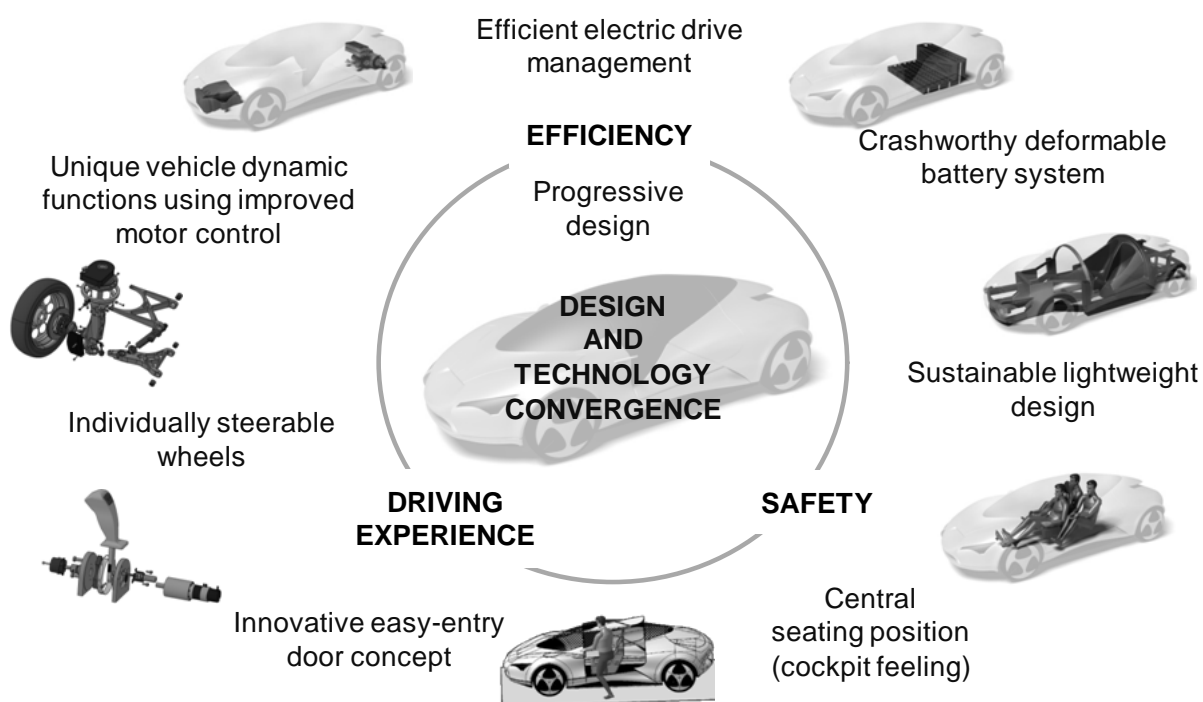 Efficient electric drive
management
EFFICIENCY
Crashworthy deformable
battery system
Unique vehicle dynamic
functions using improved
motor control
Progressive
design
DESIGN
AND
TECHNOLOGY
CONVERGENCE
Sustainable lightweight
design
Individually steerable
wheels
DRIVING
EXPERIENCE
SAFETY
Innovative easy-entry
door concept
Central
seating position
(cockpit feeling)